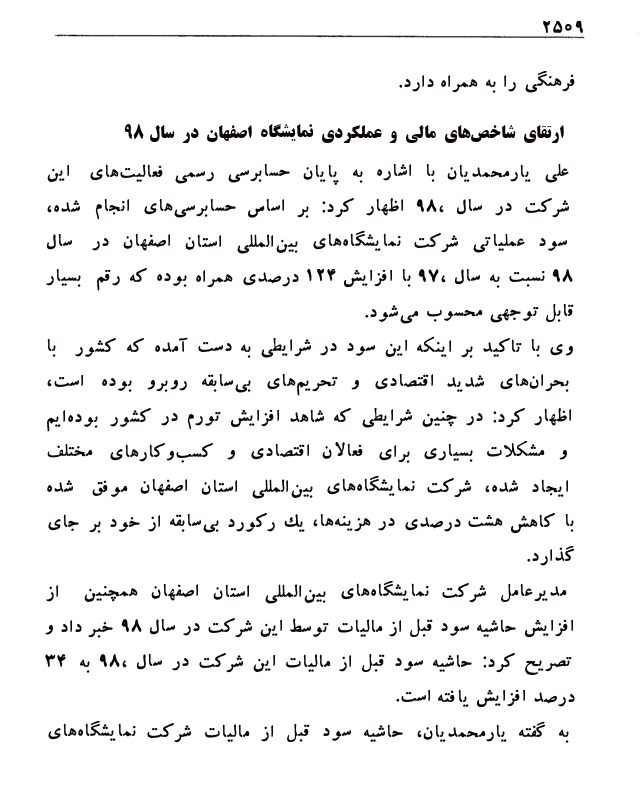 ۲۵۰۹
فرهنگی را به همراه دارد.
ارتقای شاخص‌های مالی و عملکردی نمایشگاه اصفهان در سال ۹۸
علی یارمحمدیان با اشاره به پایان حسابرسی رسمی فعالیت‌های این
شرکت در سال ۹۸، اظهار کرد: بر اساس حسابرسی‌های انجام شده،
سود عملیاتی شرکت نمایشگاه‌های بین‌المللی استان اصفهان در سال
۹۸ نسبت به سال ۹۷، با افزایش ۱۲۴ درصدی همراه بوده که رقم بسیار
قابل توجهی محسوب می‌شود.
وی با تاکید بر اینکه این سود در شرایطی به دست آمده که کشور با
بحران‌های شدید اقتصادی و تحریم‌های بی‌سابقه روبرو بوده است،
اظهار کرد: در چنین شرایطی که شاهد افزایش تورم در کشور بوده‌ایم
و مشکلات بسیاری برای فعالان اقتصادی و کسب‌وکارهای مختلف
ایجاد شده، شرکت نمایشگاه‌های بین‌المللی استان اصفهان موفق شده
با کاهش هشت درصدی در هزینه‌ها، یك رکورد بی‌سابقه از خود بر جای
گذارد.
مدیرعامل شرکت نمایشگاه‌های بین‌المللی استان اصفهان همچنین از
افزایش حاشیه سود قبل از مالیات توسط این شرکت در سال ۹۸ خبر داد و
تصریح کرد: حاشیه سود قبل از مالیات این شرکت در سال ۹۸، به ۳۴
درصد افزایش یافته است.
به گفته یارمحمدیان، حاشیه سود قبل از مالیات شرکت نمایشگاه‌های